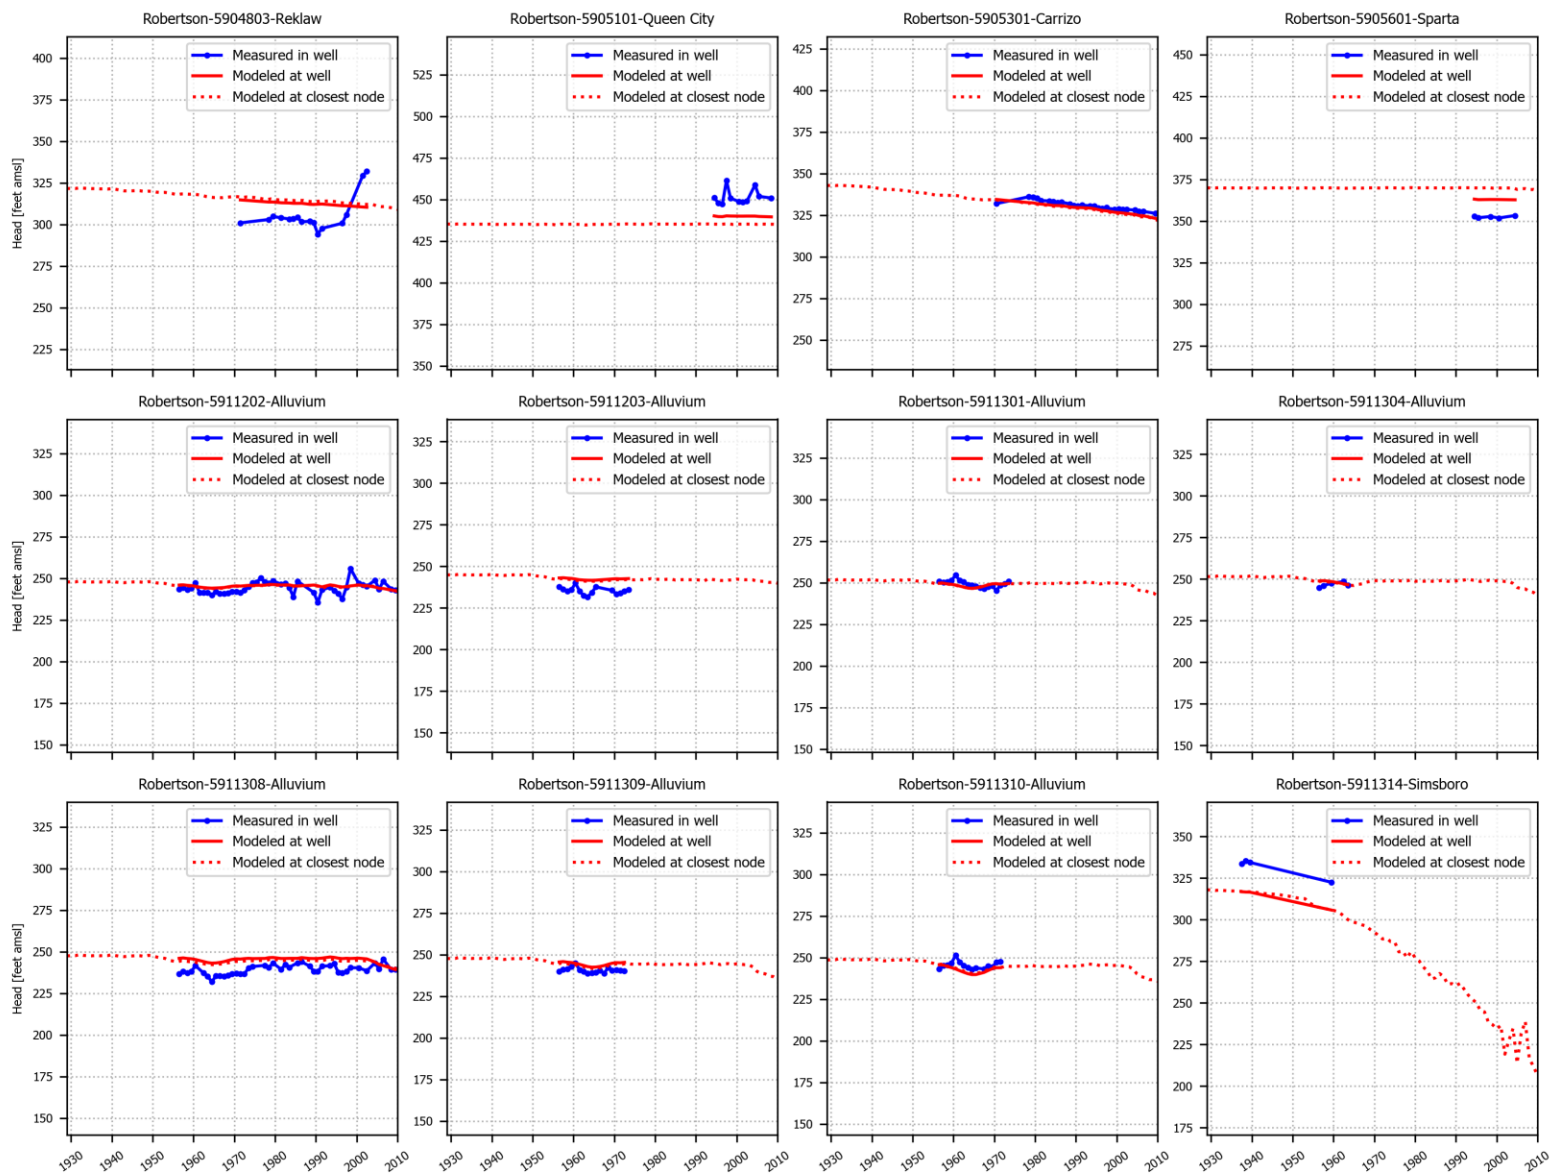 Robertson-5904803-Reklaw
Robertson-5905101-Queen City
Robertson-5905301-Carrizo
Robertson-5905601-Sparta
Head [feet amsl]
400
375
350
325
300
275
250
225
Measured in well
Modeled at well
Modeled at closest node
525
500
475
450
425
400
375
350
Measured in well
Modeled at well
Modeled at closest node
425
400
375
350
325
300
275
250
Measured in well
Modeled at well
Modeled at closest node
450
425
400
375
350
325
300
275
Measured in well
Modeled at well
Modeled at closest node
Robertson-5911202-Alluvium
Robertson-5911203-Alluvium
Robertson-5911301-Alluvium
Robertson-5911304-Alluvium
Head [feet amsl]
325
300
275
250
225
200
175
150
Measured in well
Modeled at well
Modeled at closest node
325
300
275
250
225
200
175
150
Measured in well
Modeled at well
Modeled at closest node
325
300
275
250
225
200
175
150
Measured in well
Modeled at well
Modeled at closest node
325
300
275
250
225
200
175
150
Measured in well
Modeled at well
Modeled at closest node
Robertson-5911308-Alluvium
Robertson-5911309-Alluvium
Robertson-5911310-Alluvium
Robertson-5911314-Simsboro
Head [feet amsl]
325
300
275
250
225
200
175
150
Measured in well
Modeled at well
Modeled at closest node
325
300
275
250
225
200
175
150
Measured in well
Modeled at well
Modeled at closest node
325
300
275
250
225
200
175
150
Measured in well
Modeled at well
Modeled at closest node
350
325
300
275
250
225
200
175
Measured in well
Modeled at well
Modeled at closest node
1930 1940 1950 1960 1970 1980 1990 2000 2010
1930 1940 1950 1960 1970 1980 1990 2000 2010
1930 1940 1950 1960 1970 1980 1990 2000 2010
1930 1940 1950 1960 1970 1980 1990 2000 2010